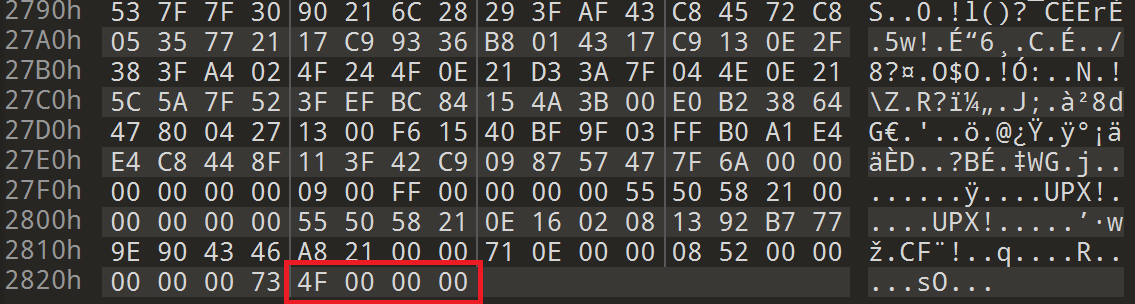 2790h 53 7F 7F 30 90 21 6C 28 29 3F AF 43 C8 45 72 C8 S..0.!l()?¯CÈErÈ
27A0h 05 35 77 21 17 C9 93 36 B8 01 43 17 C9 13 0E 2F .5w!.É“6¸.C.É../
27B0h 38 3F A4 02 4F 24 4F 0E 21 D3 3A 7F 04 4E 0E 21 8?¤.O$O.!Ó:..N.!
27C0h 5C 5A 7F 52 3F EF BC 84 15 4A 3B 00 E0 B2 38 64 \Z.R?ï¼„.J;.à²8d
27D0h 47 80 04 27 13 00 F6 15 40 BF 9F 03 FF B0 A1 E4 G€.'..ö.@¿Ÿ.ÿ°¡ä
27E0h E4 C8 44 8F 11 3F 42 C9 09 87 57 47 7F 6A 00 00 äÈD..?BÉ.‡WG.j..
27F0h 00 00 00 00 09 00 FF 00 00 00 00 55 50 58 21 00 ......ÿ....UPX!.
2800h 00 00 00 00 55 50 58 21 0E 16 02 08 13 92 B7 77 ....UPX!.....’·w
2810h 9E 90 43 46 A8 21 00 00 71 0E 00 00 08 52 00 00 ž.CF¨!..q....R..
2820h 00 00 00 73 4F 00 00 00 ...sO...